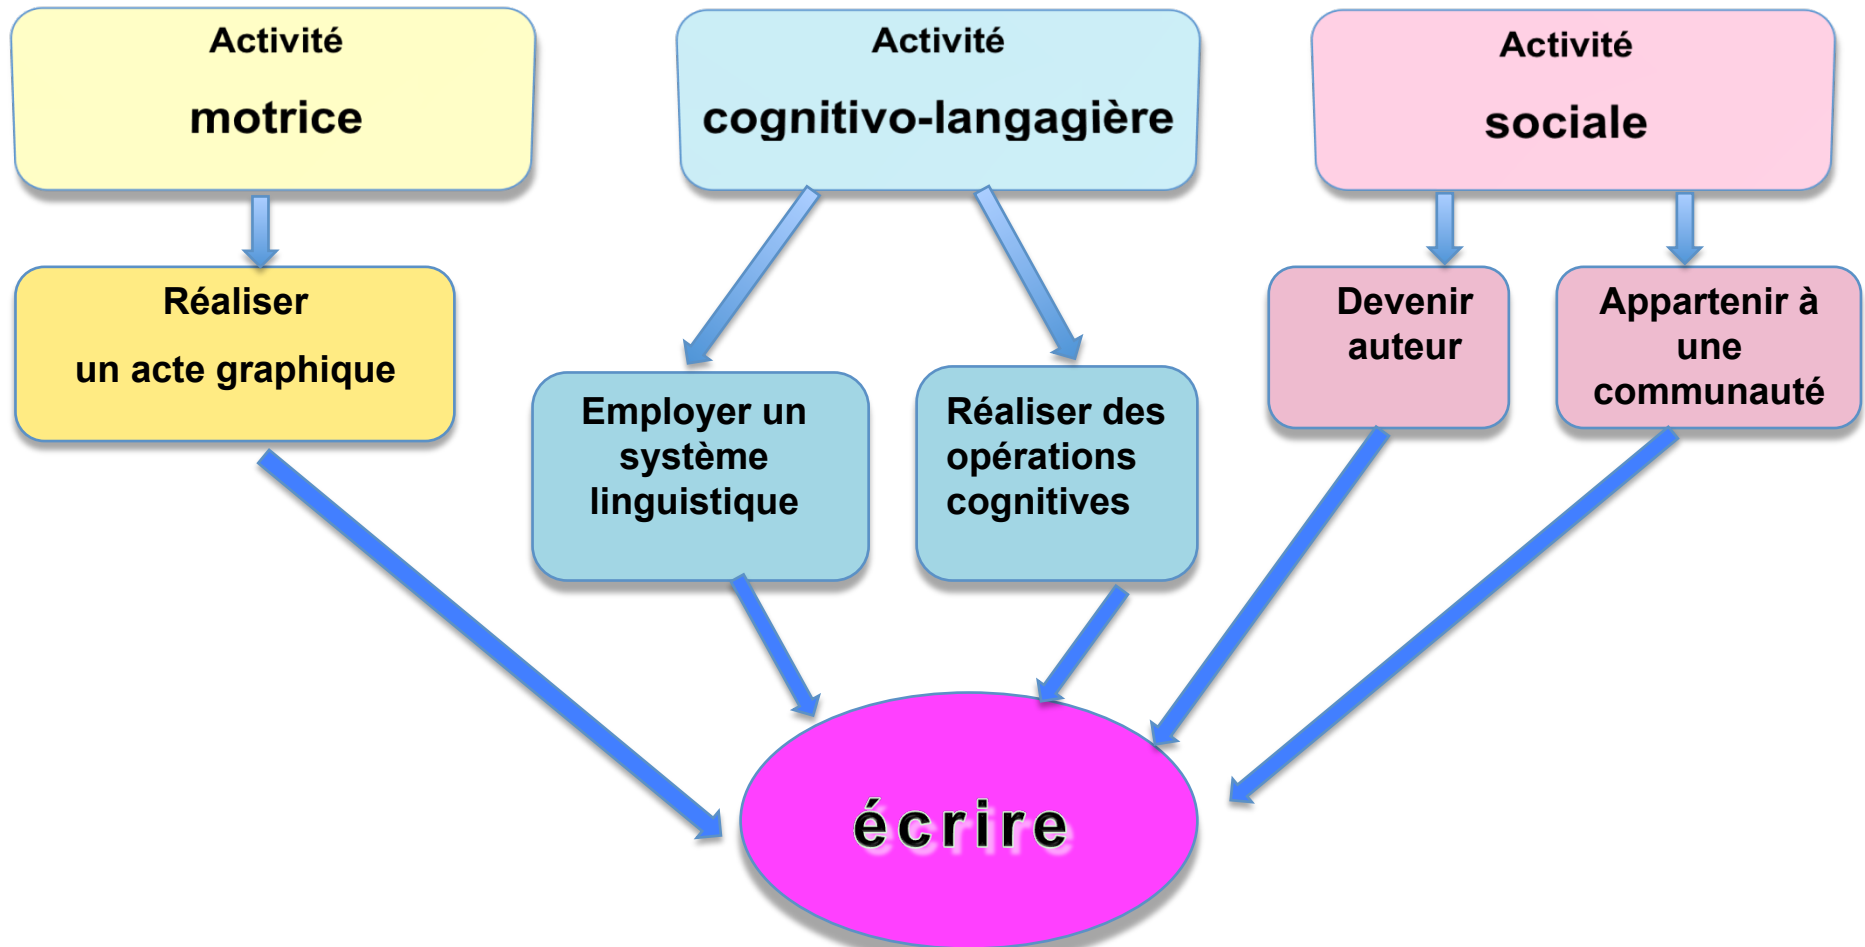 Activité
motrice
Activité
cognitivo-langagière
Activité
sociale
Réaliser
un acte graphique
Employer un
système
linguistique
Réaliser des
opérations
cognitives
Devenir
auteur
Appartenir à
une
communauté
écrire